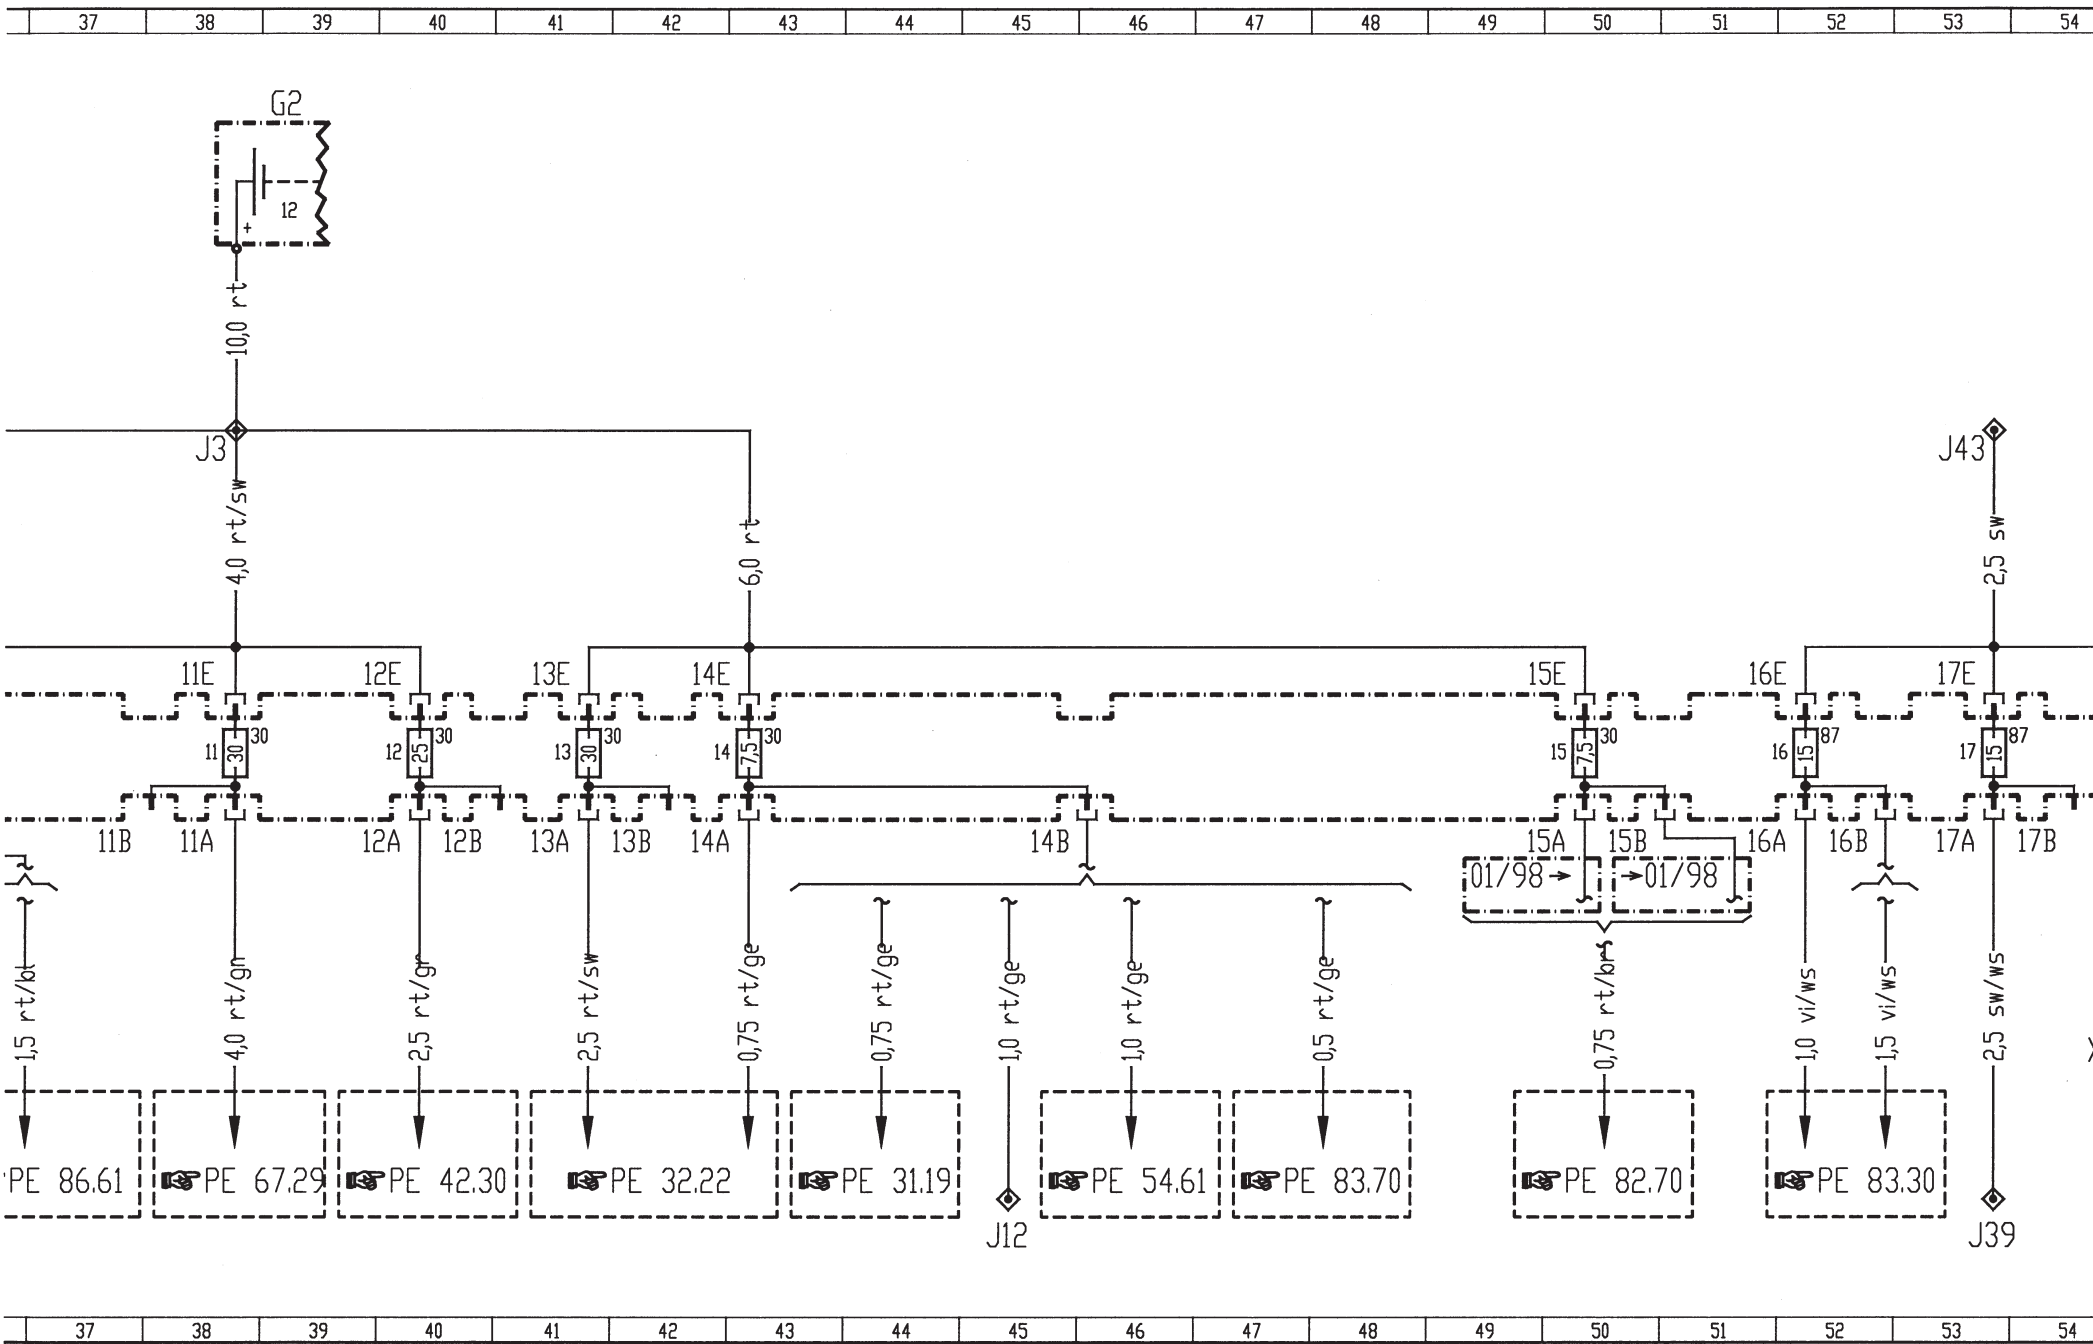 37 38 39 40 41 42 43 44 45 46 47 48 49 50 51 52 53 54
G2
12
+
10,0 rt
J3
J43
4,0 rt/sw
6,0 rt
2,5 sw
11E 12E 13E 14E 15E 16E 17E
30 30 30 30 30 87 87
11 30 12 25 13 30 14 7,5 15 7,5 16 15 17 15
11B 11A 12A 12B 13A 13B 14A 14B 15A 15B 16A 16B 17A 17B
01/98 → →01/98
1,5 rt/bl
4,0 rt/gn
2,5 rt/gr
2,5 rt/sw
0,75 rt/ge
0,75 rt/ge
1,0 rt/ge
1,0 rt/ge
0,5 rt/ge
0,75 rt/br
1,0 vi/ws
1,5 vi/ws
2,5 sw/ws
PE 86.61 PE 67.29 PE 42.30 PE 32.22 PE 31.19 PE 54.61 PE 83.70 PE 82.70 PE 83.30
J12 J39
37 38 39 40 41 42 43 44 45 46 47 48 49 50 51 52 53 54